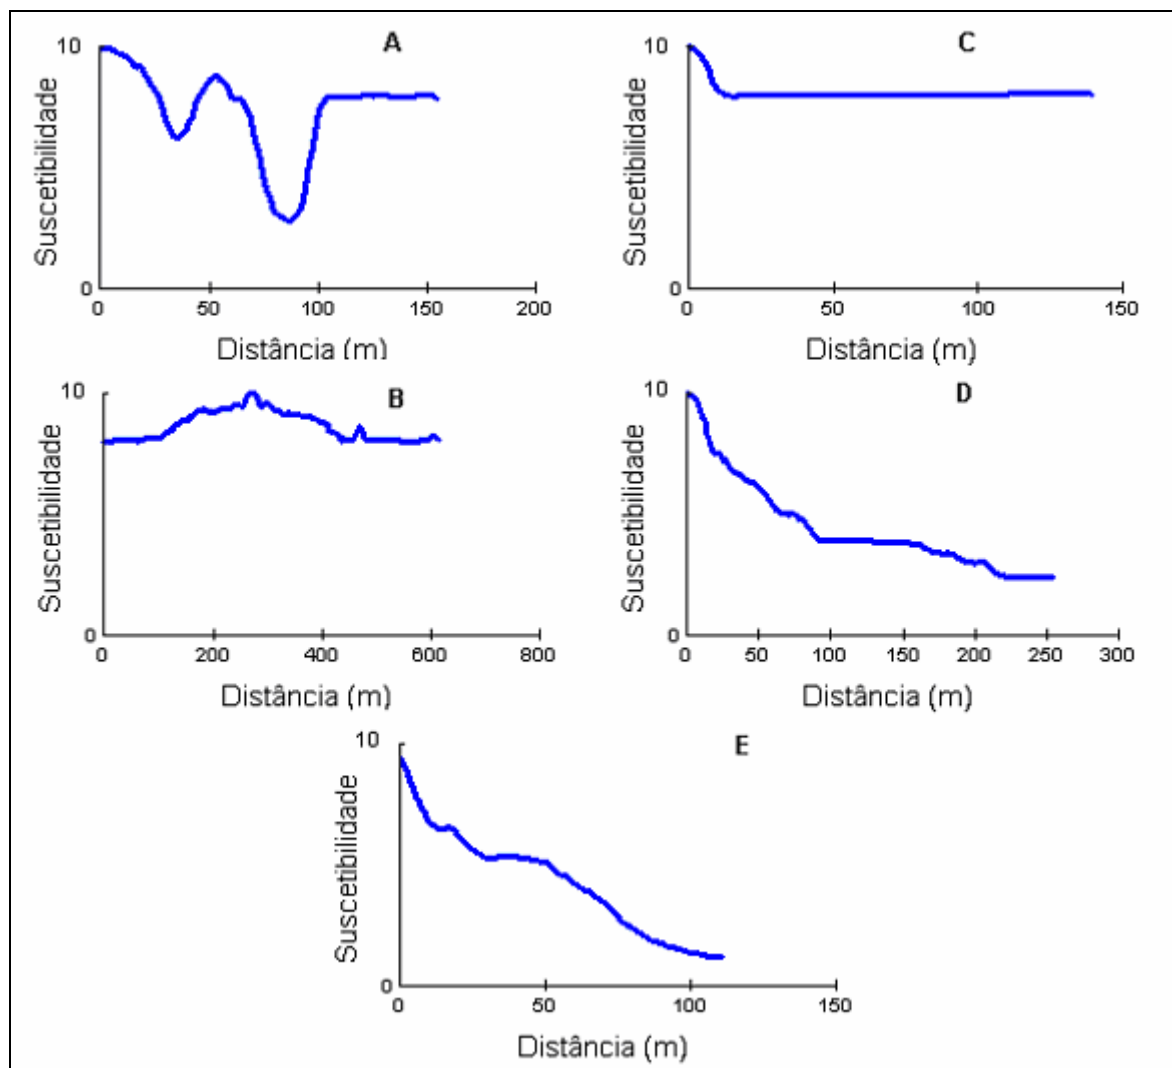 A
10
Suscetibilidade
0
0 50 100 150 200
Distância (m)
C
10
Suscetibilidade
0
0 50 100 150
Distância (m)
B
10
Suscetibilidade
0
0 200 400 600 800
Distância (m)
D
10
Suscetibilidade
0
0 50 100 150 200 250 300
Distância (m)
E
10
Suscetibilidade
0
0 50 100 150
Distância (m)